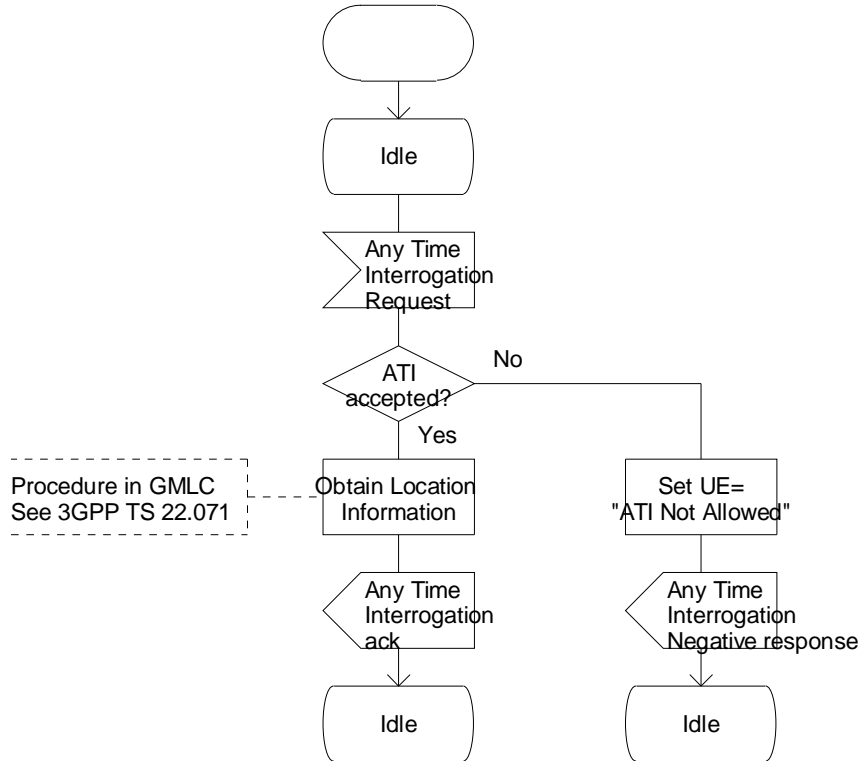 Idle
Any Time
Interrogation
Request
ATI
accepted?
No
Yes
Procedure in GMLC
See 3GPP TS 22.071
Obtain Location
Information
Set UE=
"ATI Not Allowed"
Any Time
Interrogation
ack
Any Time
Interrogation
Negative response
Idle
Idle